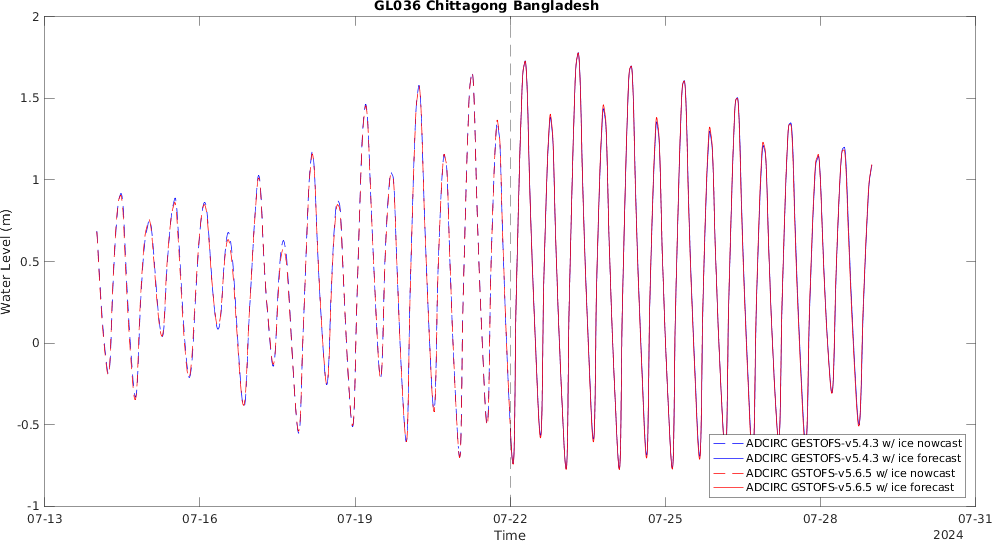 GL036 Chittagong Bangladesh
2
1.5
1
0.5
0
-0.5
-1
Water Level (m)
07-13
07-16
07-19
07-22
07-25
07-28
07-31
Time
2024
ADCIRC GESTOFS-v5.4.3 w/ ice nowcast
ADCIRC GESTOFS-v5.4.3 w/ ice forecast
ADCIRC GSTOFS-v5.6.5 w/ ice nowcast
ADCIRC GSTOFS-v5.6.5 w/ ice forecast